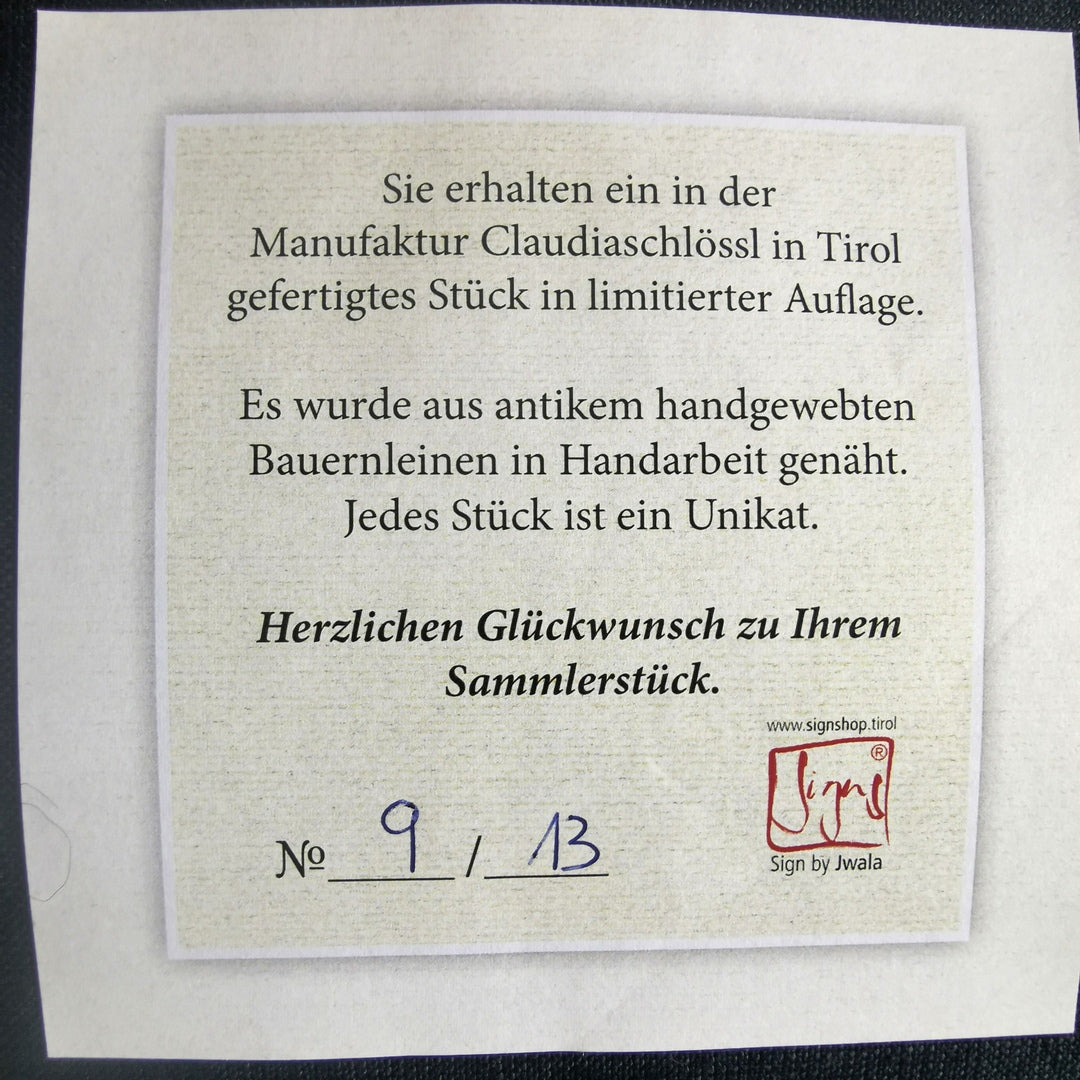 Sie erhalten ein in der
Manufaktur Claudiaschlössl in Tirol
gefertigtes Stück in limitierter Auflage.
Es wurde aus antikem handgewebten
Bauernleinen in Handarbeit genäht.
Jedes Stück ist ein Unikat.
Herzlichen Glückwunsch zu Ihrem
Sammlerstück.
www.signshop.tirol
Signs ®
Sign by Jwala
№ 9 / 13